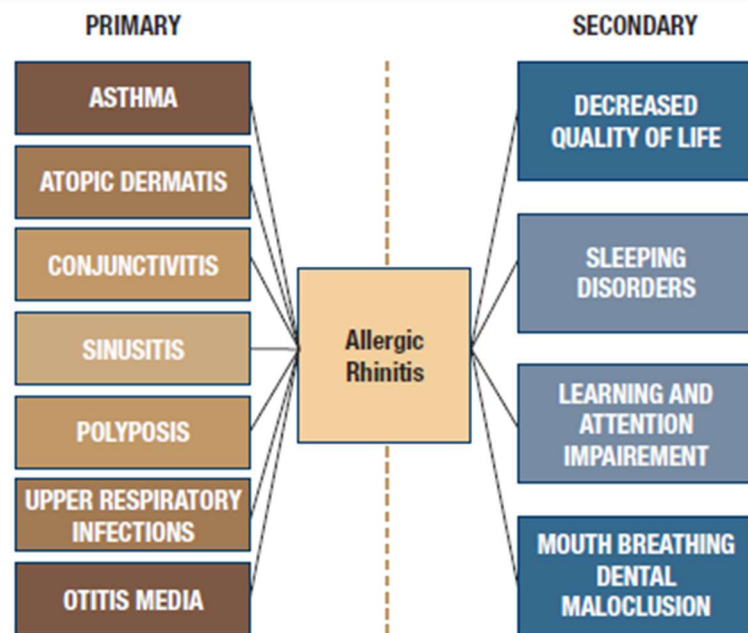 PRIMARY
ASTHMA
ATOPIC DERMATIS
CONJUNCTIVITIS
SINUSITIS
POLYPOSIS
UPPER RESPIRATORY
INFECTIONS
OTITIS MEDIA
Allergic
Rhinitis
SECONDARY
DECREASED
QUALITY OF LIFE
SLEEPING
DISORDERS
LEARNING AND
ATTENTION
IMPAIREMENT
MOUTH BREATHING
DENTAL
MALOCLUSION